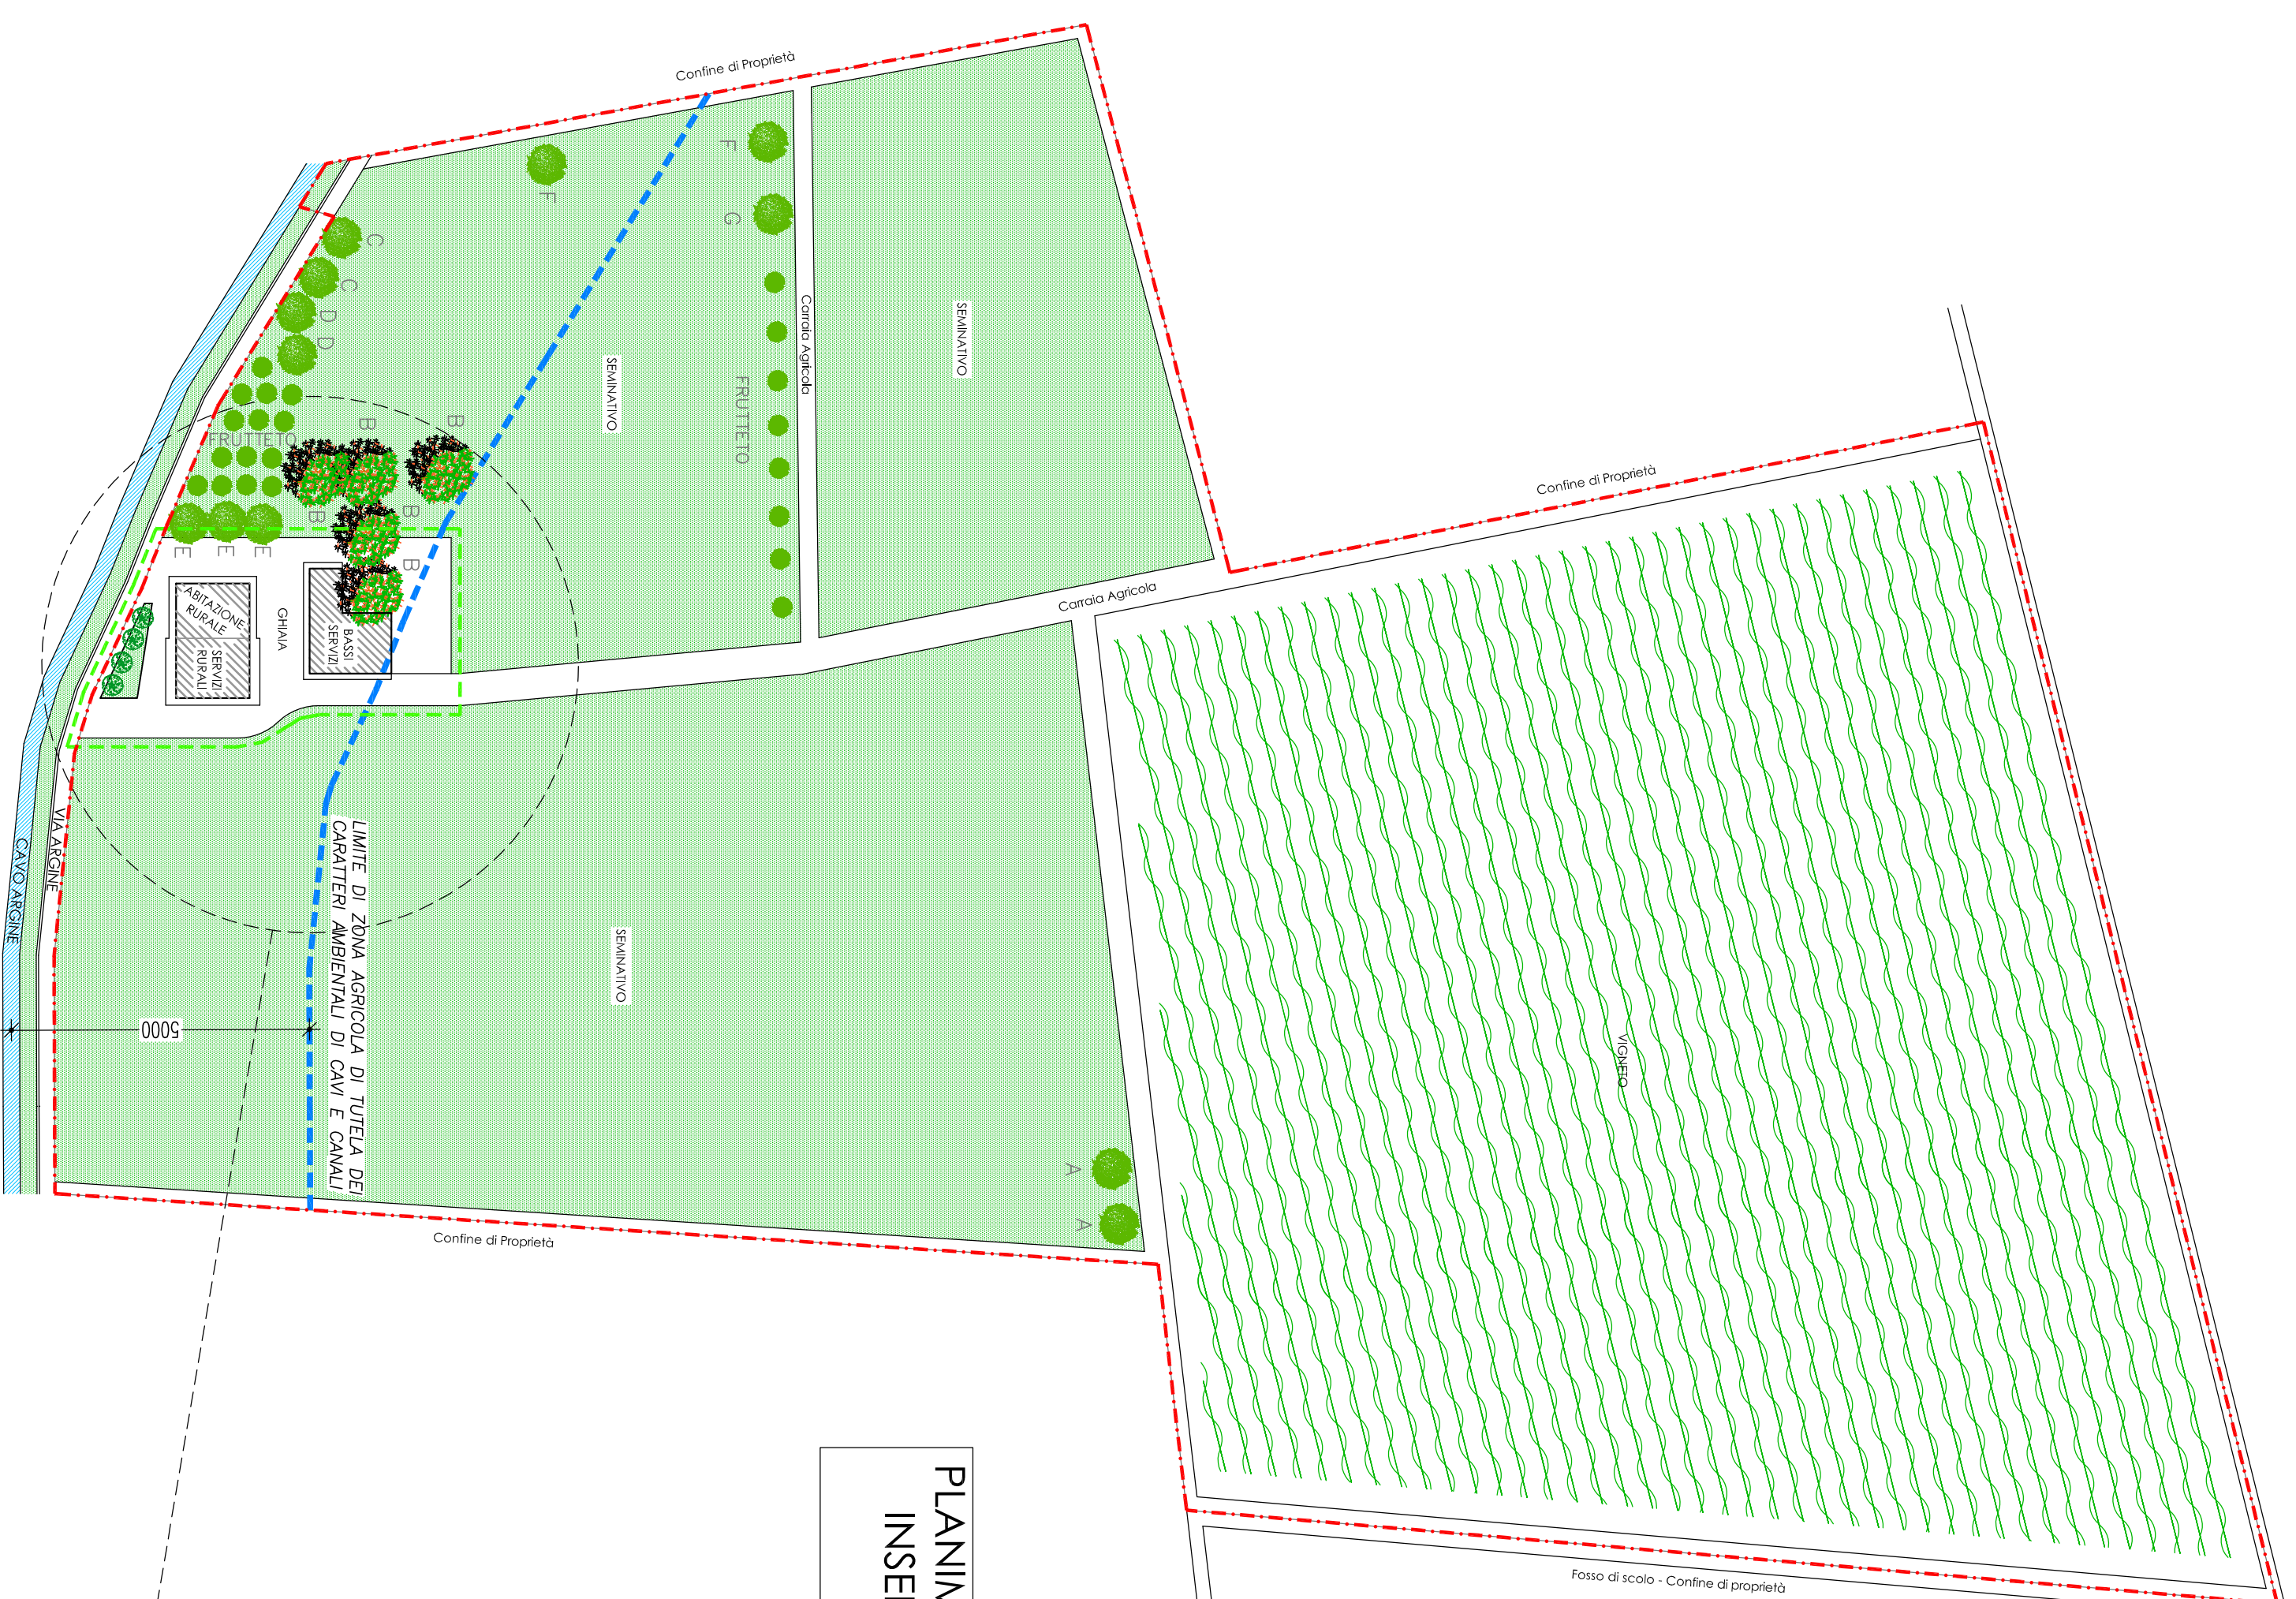 Confine di Proprietà
F
F
G
C
C
D
D
Carraia Agricola
SEMINATIVO
SEMINATIVO
FRUTTETO
FRUTTETO
B
B
B
B
B
E
E
E
Confine di Proprietà
Carraia Agricola
ABITAZIONE
RURALE
SERVIZI
RURALI
GHIAIA
BASSI
SERVIZI
VIA ARGINE
CAVO ARGINE
LIMITE DI ZONA AGRICOLA DI TUTELA DEI
CARATTERI AMBIENTALI DI CAVI E CANALI
SEMINATIVO
5000
VIGNETO
A
A
Confine di Proprietà
Fosso di scolo - Confine di proprietà